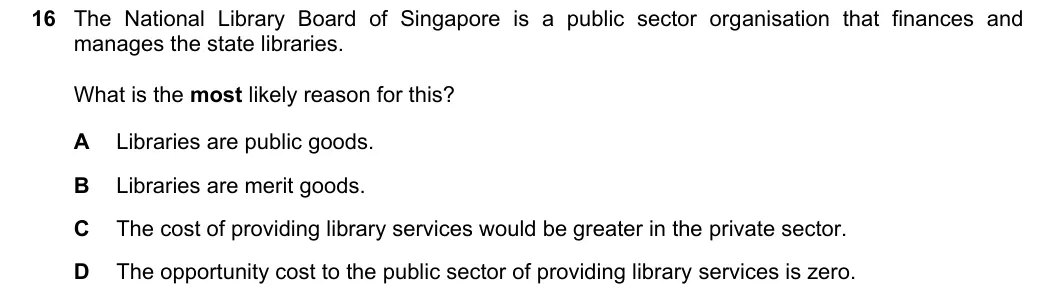 16 The National Library Board of Singapore is a public sector organisation that finances and
manages the state libraries.
What is the most likely reason for this?
A Libraries are public goods.
B Libraries are merit goods.
C The cost of providing library services would be greater in the private sector.
D The opportunity cost to the public sector of providing library services is zero.